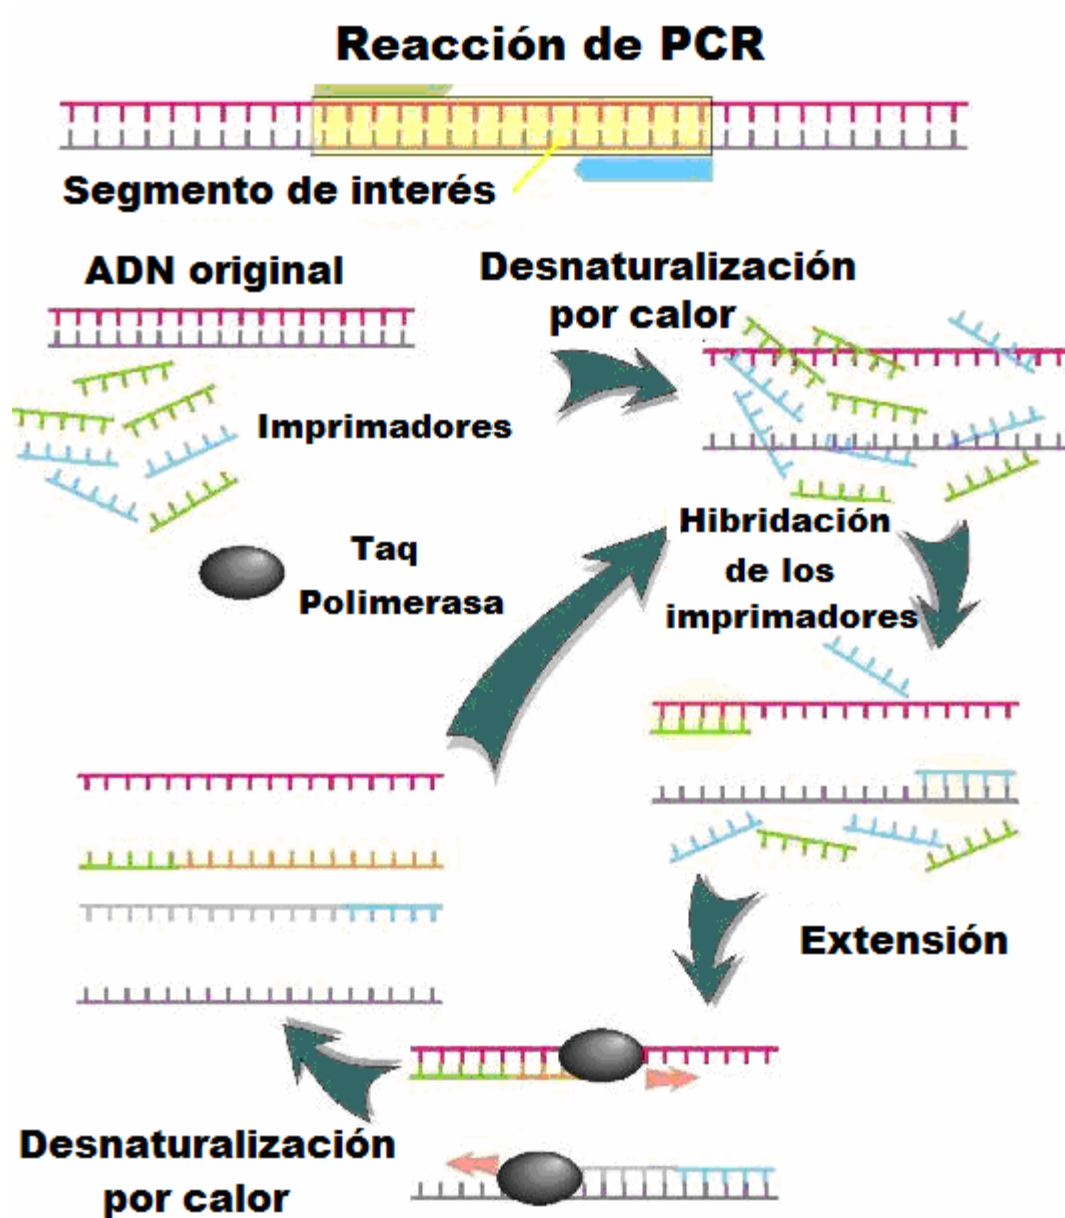 Reacción de PCR
Segmento de interés
ADN original
Desnaturalización
por calor
Imprimadores
Taq
Polimerasa
Hibridación
de los
imprimadores
Extensión
Desnaturalización
por calor